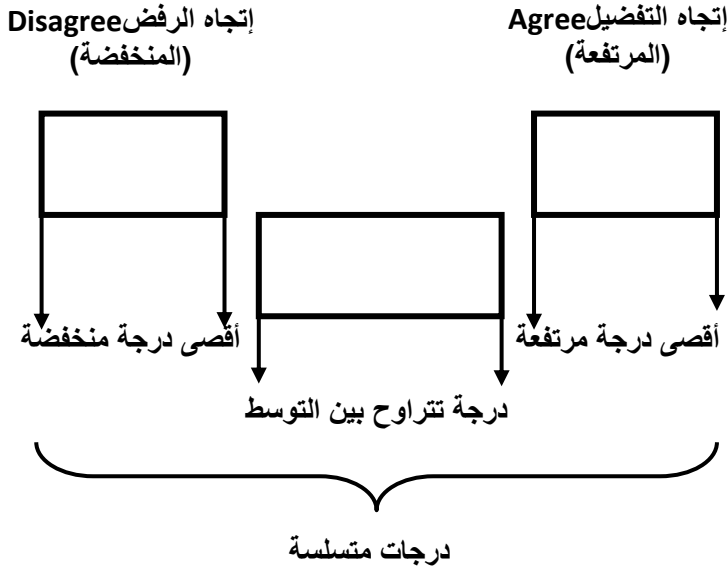 إتجاه التفضيلAgree
(المرتفعة)
إتجاه الرفضDisagree
(المنخفضة)
أقصى درجة مرتفعة
أقصى درجة منخفضة
درجة تتراوح بين التوسط
درجات متسلسة